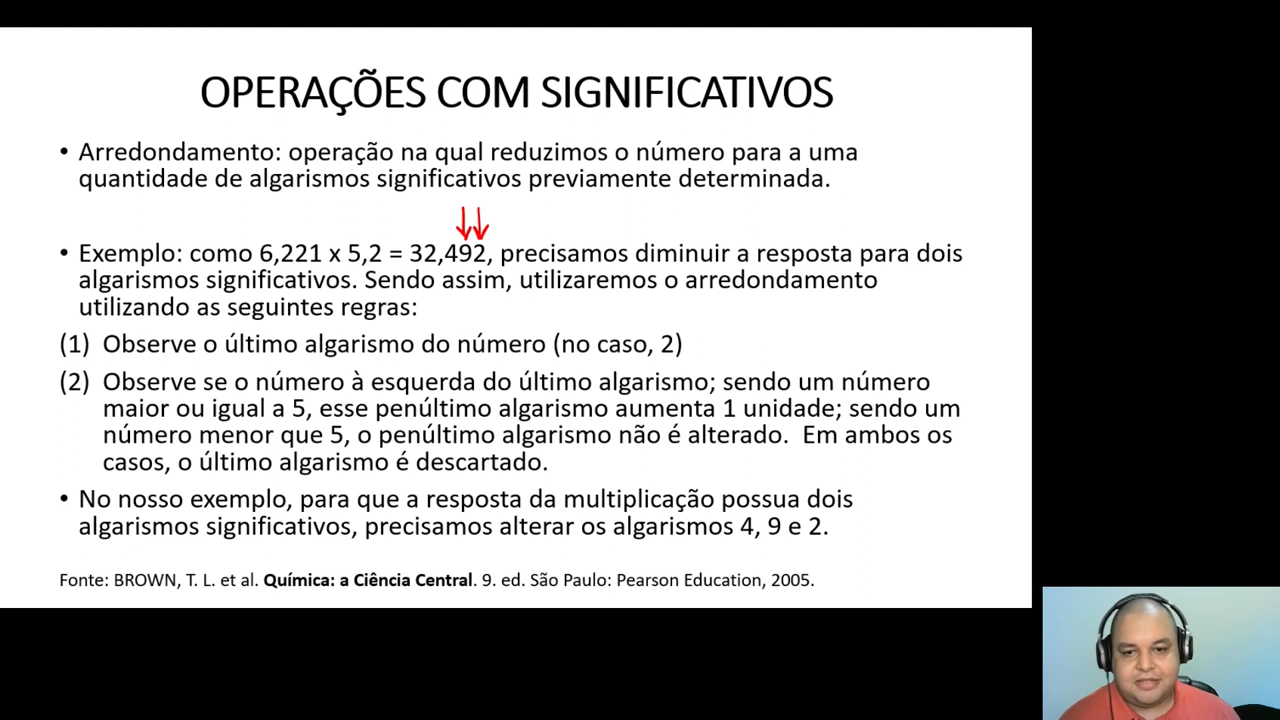 OPERAÇÕES COM SIGNIFICATIVOS
• Arredondamento: operação na qual reduzimos o número para a uma
quantidade de algarismos significativos previamente determinada.
• Exemplo: como 6,221 x 5,2 = 32,492, precisamos diminuir a resposta para dois
algarismos significativos. Sendo assim, utilizaremos o arredondamento
utilizando as seguintes regras:
(1) Observe o último algarismo do número (no caso, 2)
(2) Observe se o número à esquerda do último algarismo; sendo um número
maior ou igual a 5, esse penúltimo algarismo aumenta 1 unidade; sendo um
número menor que 5, o penúltimo algarismo não é alterado. Em ambos os
casos, o último algarismo é descartado.
• No nosso exemplo, para que a resposta da multiplicação possua dois
algarismos significativos, precisamos alterar os algarismos 4, 9 e 2.
Fonte: BROWN, T. L. et al. Química: a Ciência Central. 9. ed. São Paulo: Pearson Education, 2005.